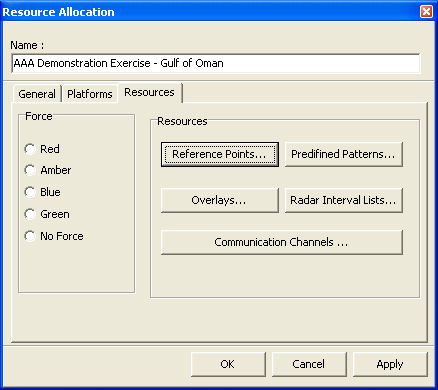 Resource Allocation
Name :
AAA Demonstration Exercise - Gulf of Oman
General Platforms Resources
Force
Red
Amber
Blue
Green
No Force
Resources
Reference Points... Predifined Patterns...
Overlays... Radar Interval Lists...
Communication Channels ...
OK Cancel Apply